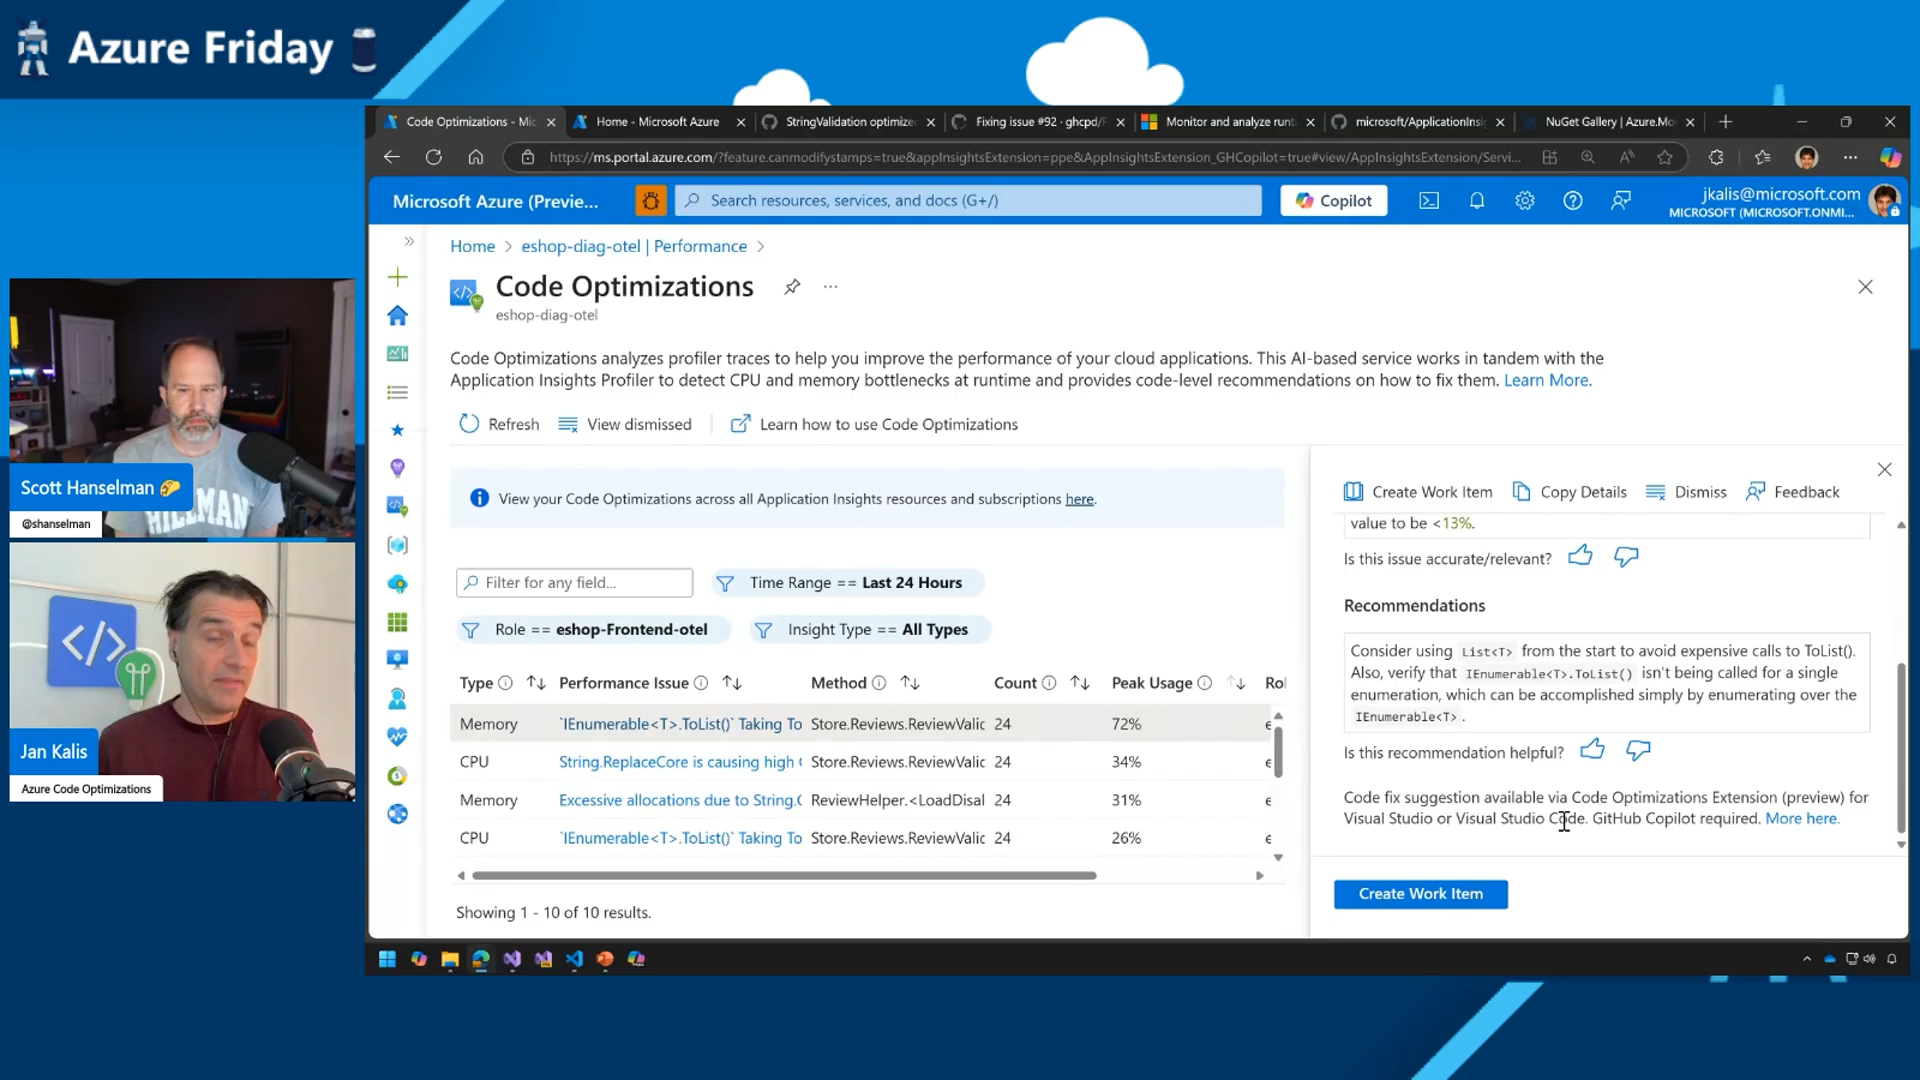 Azure Friday
Code Optimizations - Mic
Home - Microsoft Azure
StringValidation optimize
Fixing issue #92 · ghcpd/
Monitor and analyze runti
microsoft/ApplicationInsig
NuGet Gallery | Azure.Mo
https://ms.portal.azure.com/?feature.canmodifystamps=true&appInsightsExtension=ppe&AppInsightsExtension_GHCopilot=true#view/AppInsightsExtension/Servi...
Microsoft Azure (Previe...
Search resources, services, and docs (G+/)
Copilot
jkalis@microsoft.com
MICROSOFT (MICROSOFT.ONMI...
Home > eshop-diag-otel | Performance >
Code Optimizations
...
eshop-diag-otel
Code Optimizations analyzes profiler traces to help you improve the performance of your cloud applications. This AI-based service works in tandem with the
Application Insights Profiler to detect CPU and memory bottlenecks at runtime and provides code-level recommendations on how to fix them. Learn More.
Refresh
View dismissed
Learn how to use Code Optimizations
View your Code Optimizations across all Application Insights resources and subscriptions here.
Filter for any field...
Time Range == Last 24 Hours
Role == eshop-Frontend-otel
Insight Type == All Types
Type Performance Issue Method Count Peak Usage Rol
Memory `IEnumerable<T>.ToList()` Taking To Store.Reviews.ReviewValic 24 72% e
CPU String.ReplaceCore is causing high Store.Reviews.ReviewValic 24 34% e
Memory Excessive allocations due to String.C ReviewHelper.<LoadDisal 24 31% e
CPU `IEnumerable<T>.ToList()` Taking To Store.Reviews.ReviewValic 24 26% e
Showing 1 - 10 of 10 results.
Create Work Item
Copy Details
Dismiss
Feedback
value to be <13%.
Is this issue accurate/relevant?
Recommendations
Consider using List<T> from the start to avoid expensive calls to ToList().
Also, verify that IEnumerable<T>.ToList() isn't being called for a single
enumeration, which can be accomplished simply by enumerating over the
IEnumerable<T>.
Is this recommendation helpful?
Code fix suggestion available via Code Optimizations Extension (preview) for
Visual Studio or Visual Studio Code. GitHub Copilot required. More here.
Create Work Item
HILLMAN
Scott Hanselman
@shanselman
Jan Kalis
Azure Code Optimizations